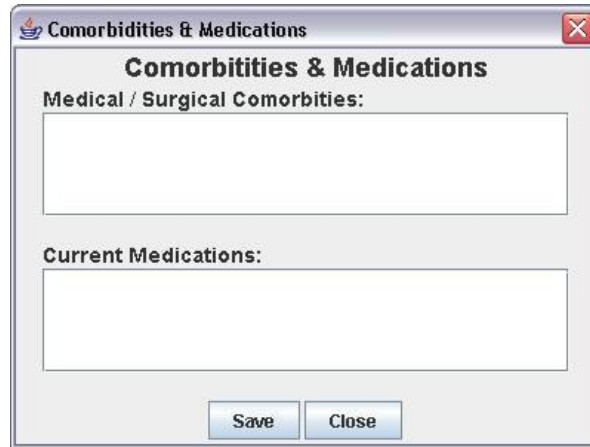 Comorbidities & Medications
Comorbitities & Medications
Medical / Surgical Comorbities:
Current Medications:
Save Close